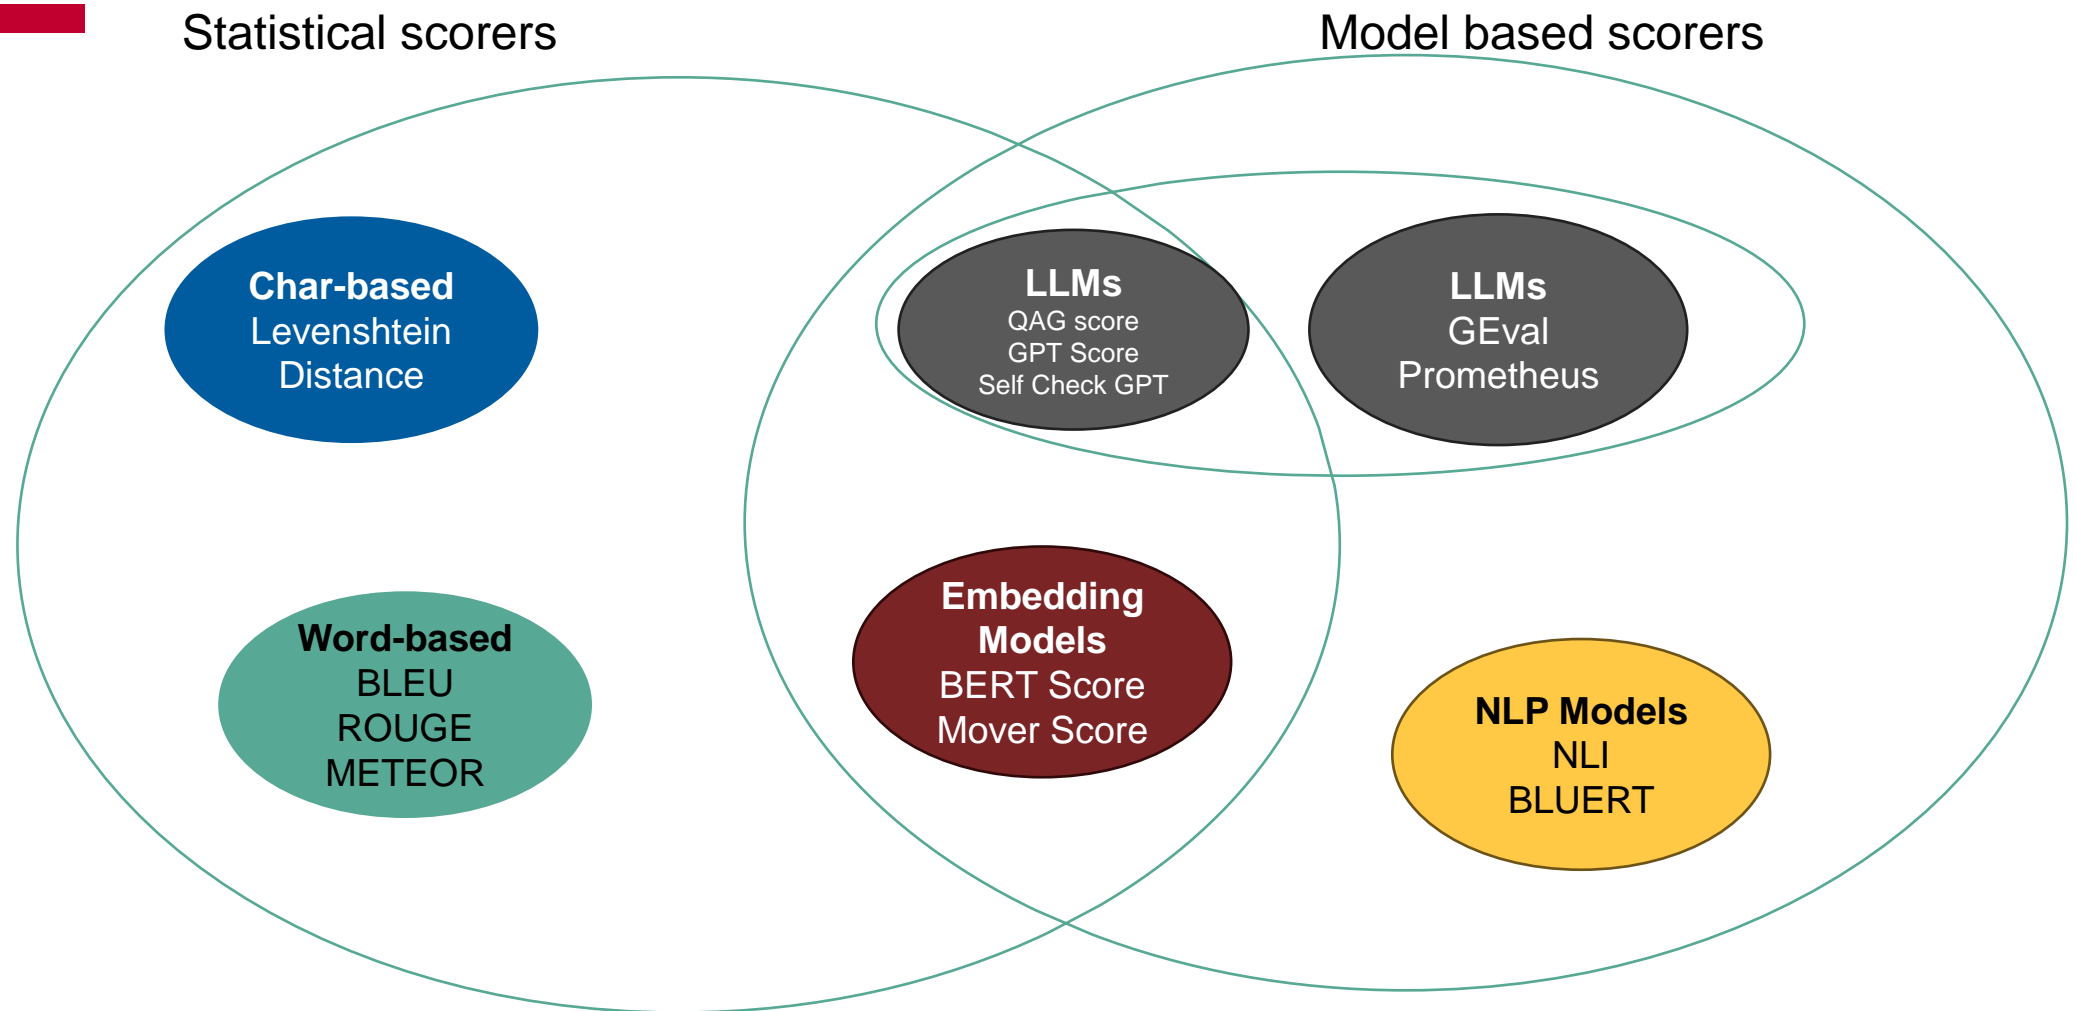 Statistical scorers
Model based scorers
Char-based
Levenshtein
Distance
LLMs
QAG score
GPT Score
Self Check GPT
LLMs
GEval
Prometheus
Word-based
BLEU
ROUGE
METEOR
Embedding
Models
BERT Score
Mover Score
NLP Models
NLI
BLUERT